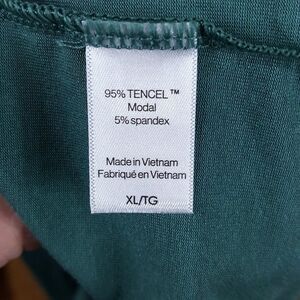 95% TENCEL™
Modal
5% spandex
Made in Vietnam
Fabriqué en Vietnam
XL/TG